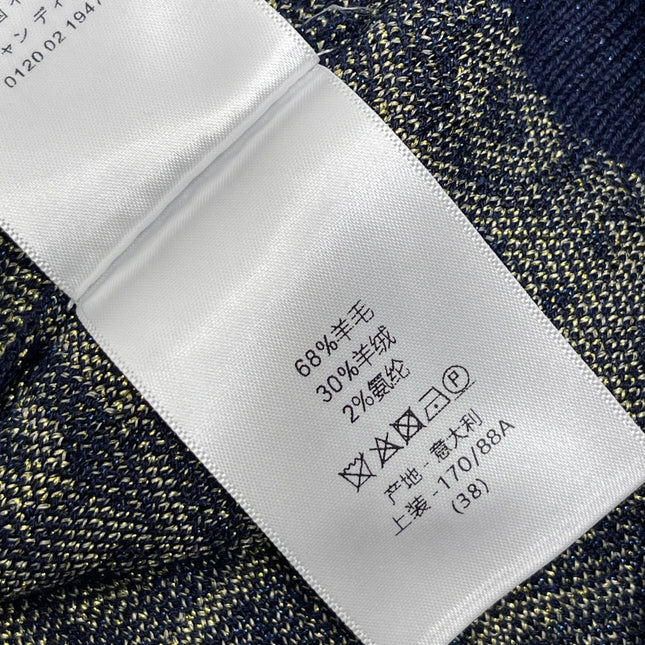 ャンディ
0120 02 1947
68%羊毛
30%羊绒
2%氨纶
P
产地 - 意大利
上装 - 170/88A
(38)